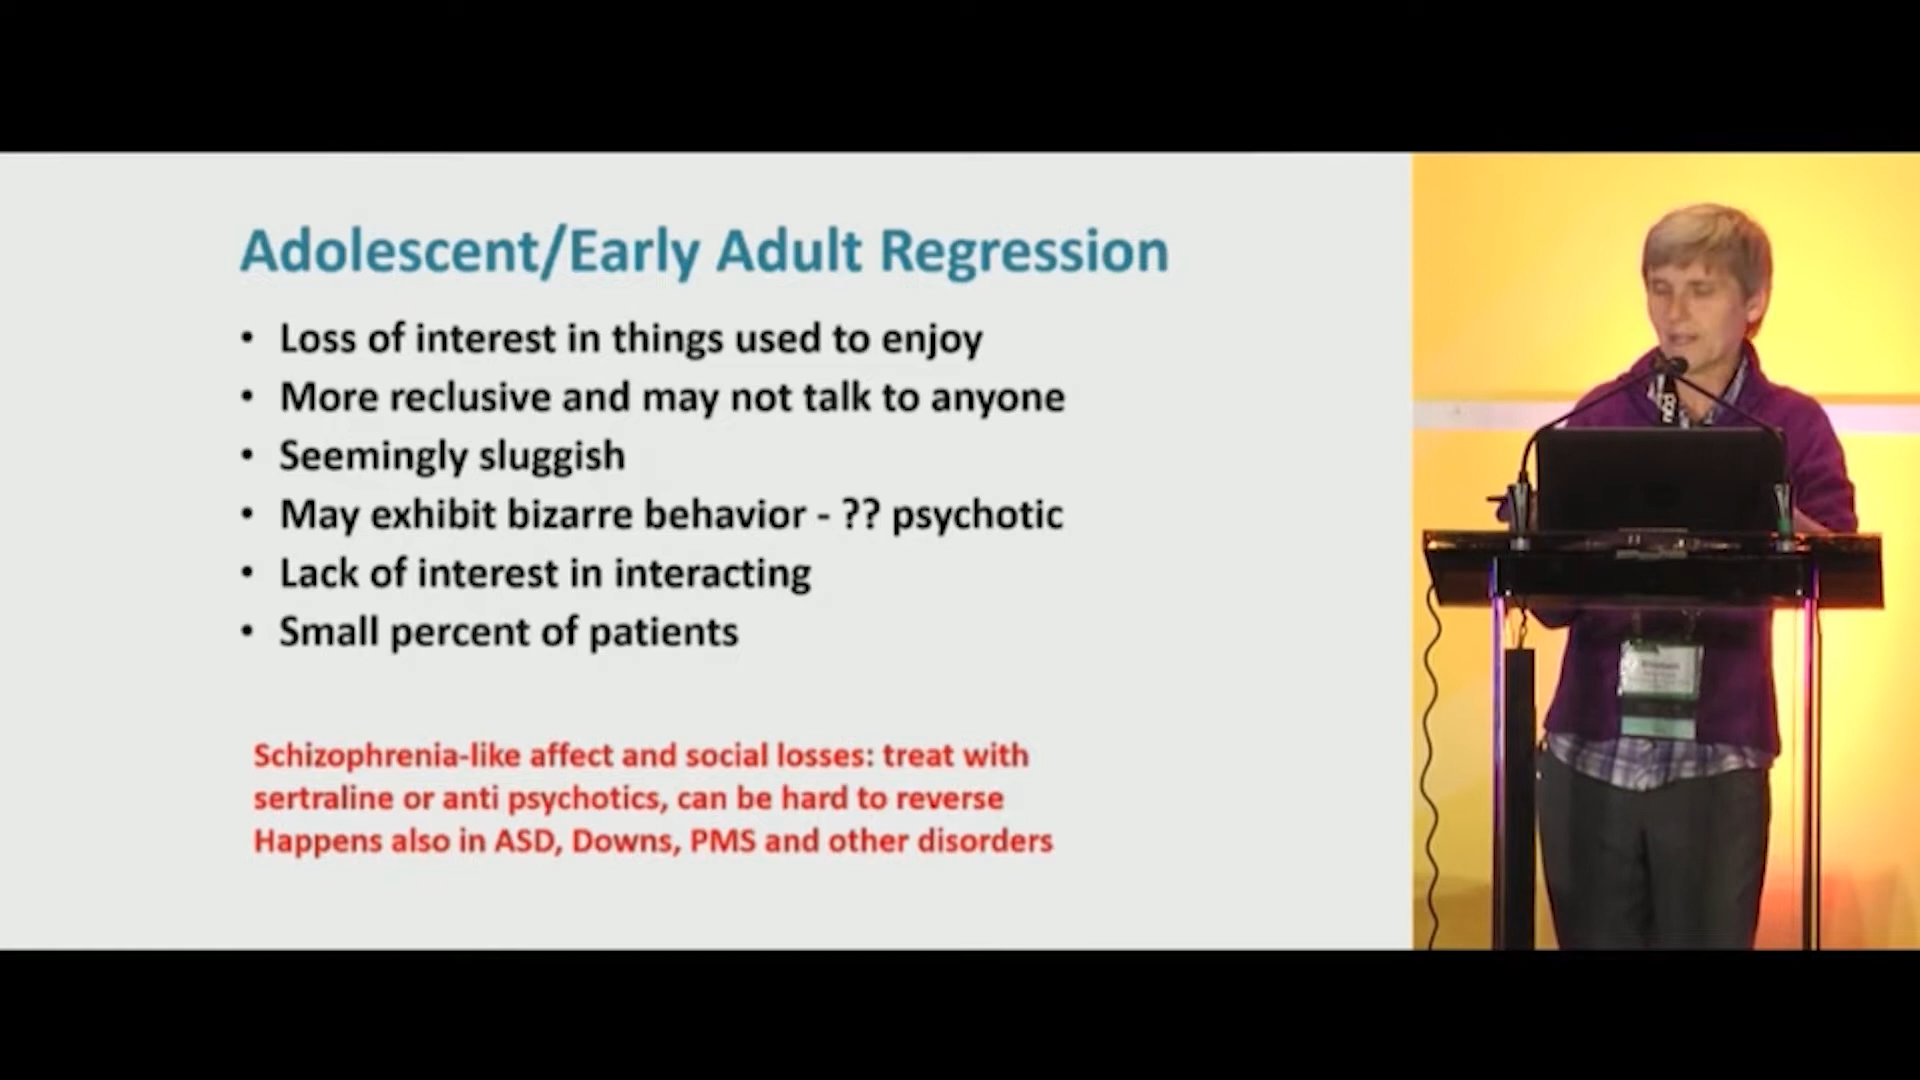 Adolescent/Early Adult Regression
• Loss of interest in things used to enjoy
• More reclusive and may not talk to anyone
• Seemingly sluggish
• May exhibit bizarre behavior - ?? psychotic
• Lack of interest in interacting
• Small percent of patients
Schizophrenia-like affect and social losses: treat with
sertraline or anti psychotics, can be hard to reverse
Happens also in ASD, Downs, PMS and other disorders